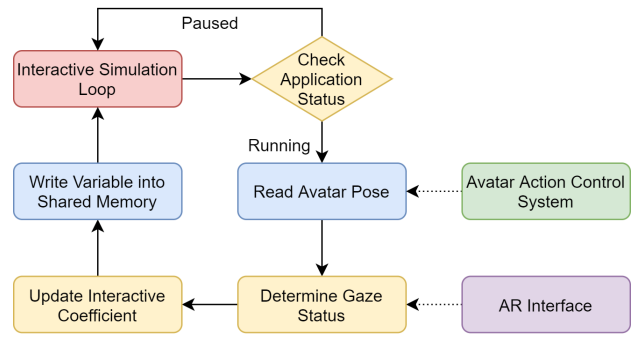 Paused
Interactive Simulation
Loop
Check
Application
Status
Running
Write Variable into
Shared Memory
Read Avatar Pose
Avatar Action Control
System
Update Interactive
Coefficient
Determine Gaze
Status
AR Interface